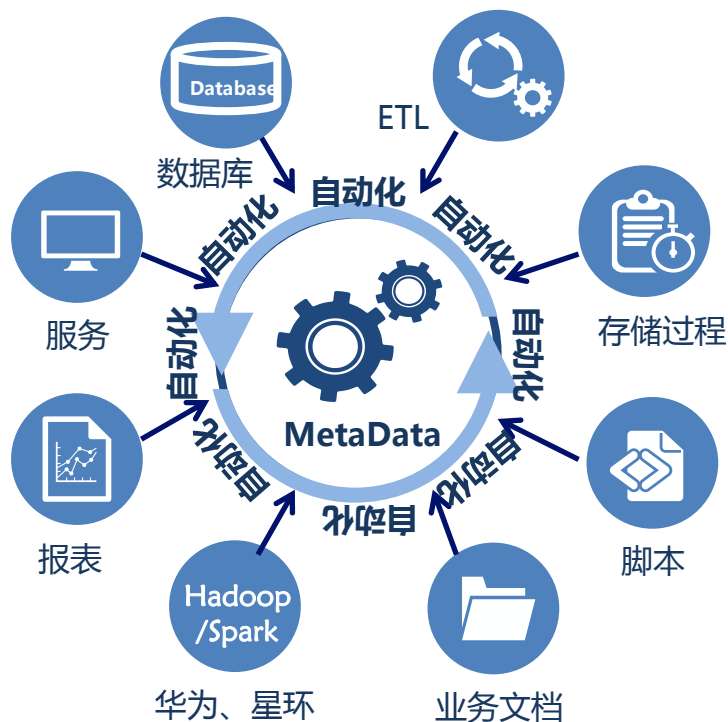 Database
数据库
ETL
自动化
自动化
自动化
服务
存储过程
自动化
自动化
MetaData
自动化
自动化
自动化
报表
脚本
Hadoop
/Spark
华为、星环
业务文档